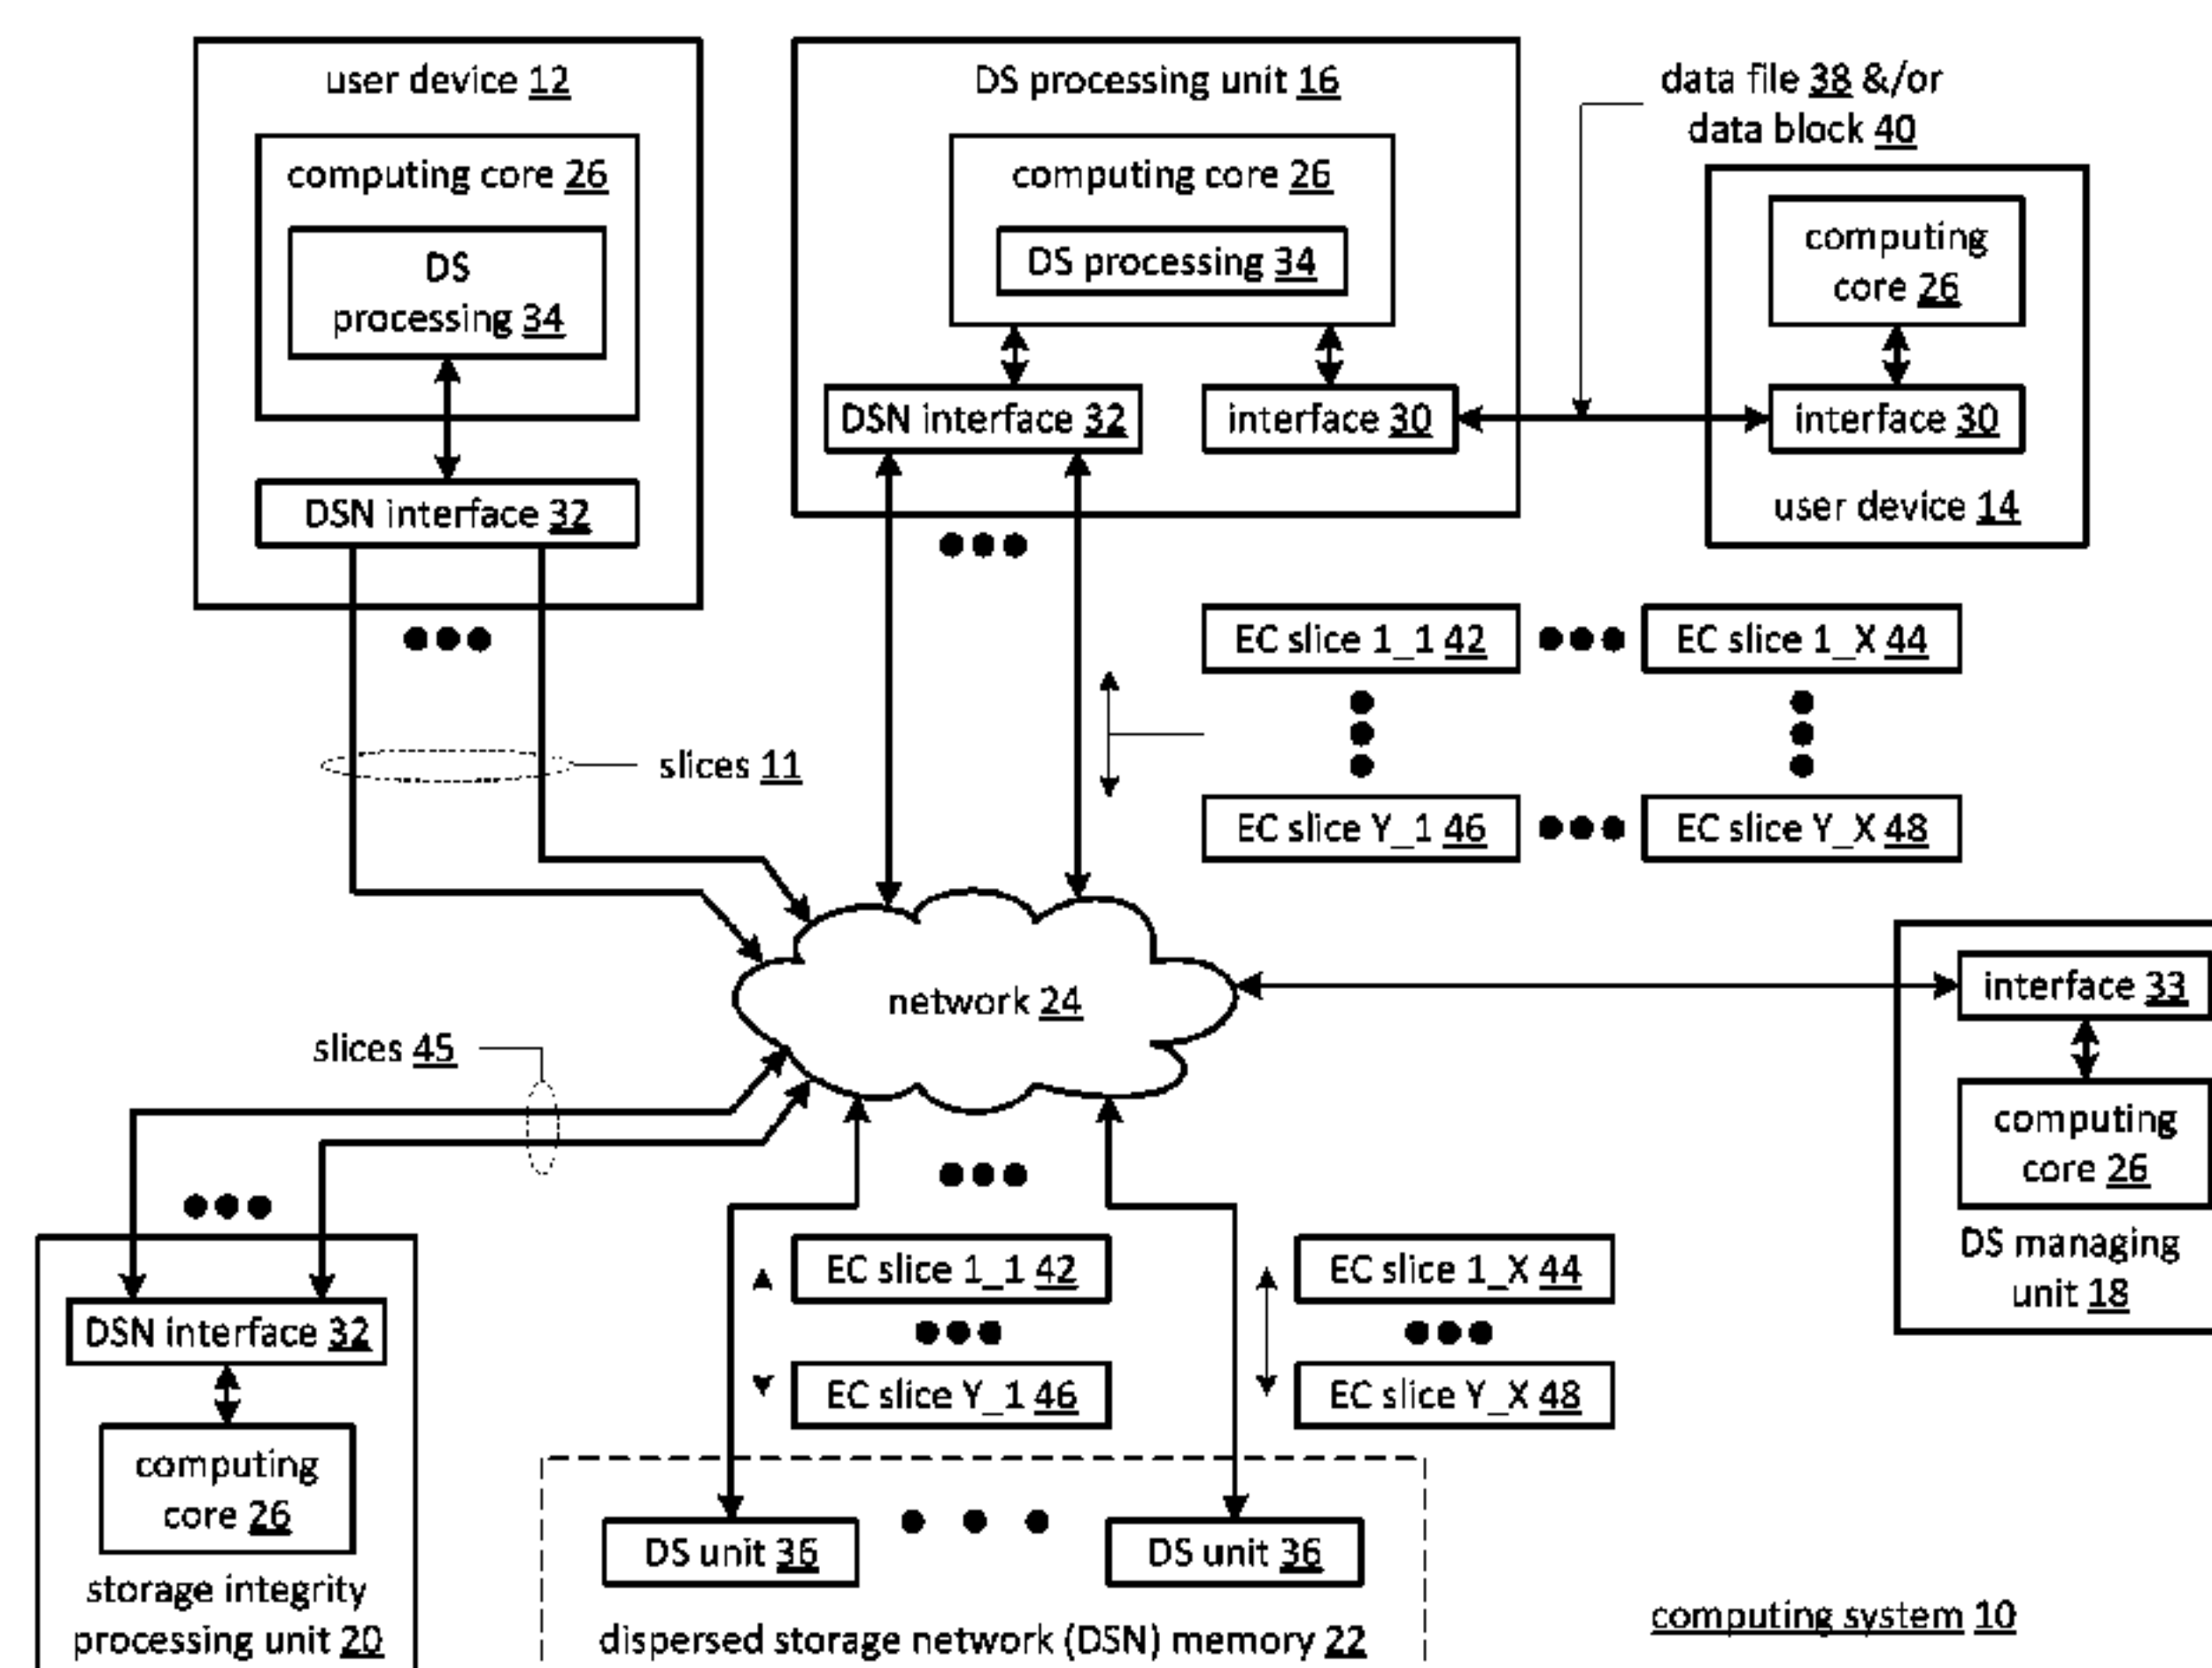 user device 12
computing core 26
DS
processing 34
DSN interface 32
DS processing unit 16
computing core 26
DS processing 34
DSN interface 32
interface 30
data file 38 &/or
data block 40
computing
core 26
interface 30
user device 14
slices 11
EC slice 1_1 42
EC slice 1_X 44
EC slice Y_1 46
EC slice Y_X 48
network 24
interface 33
computing
core 26
DS managing
unit 18
slices 45
DSN interface 32
computing
core 26
storage integrity
processing unit 20
EC slice 1_1 42
EC slice 1_X 44
EC slice Y_1 46
EC slice Y_X 48
DS unit 36
DS unit 36
dispersed storage network (DSN) memory 22
computing system 10